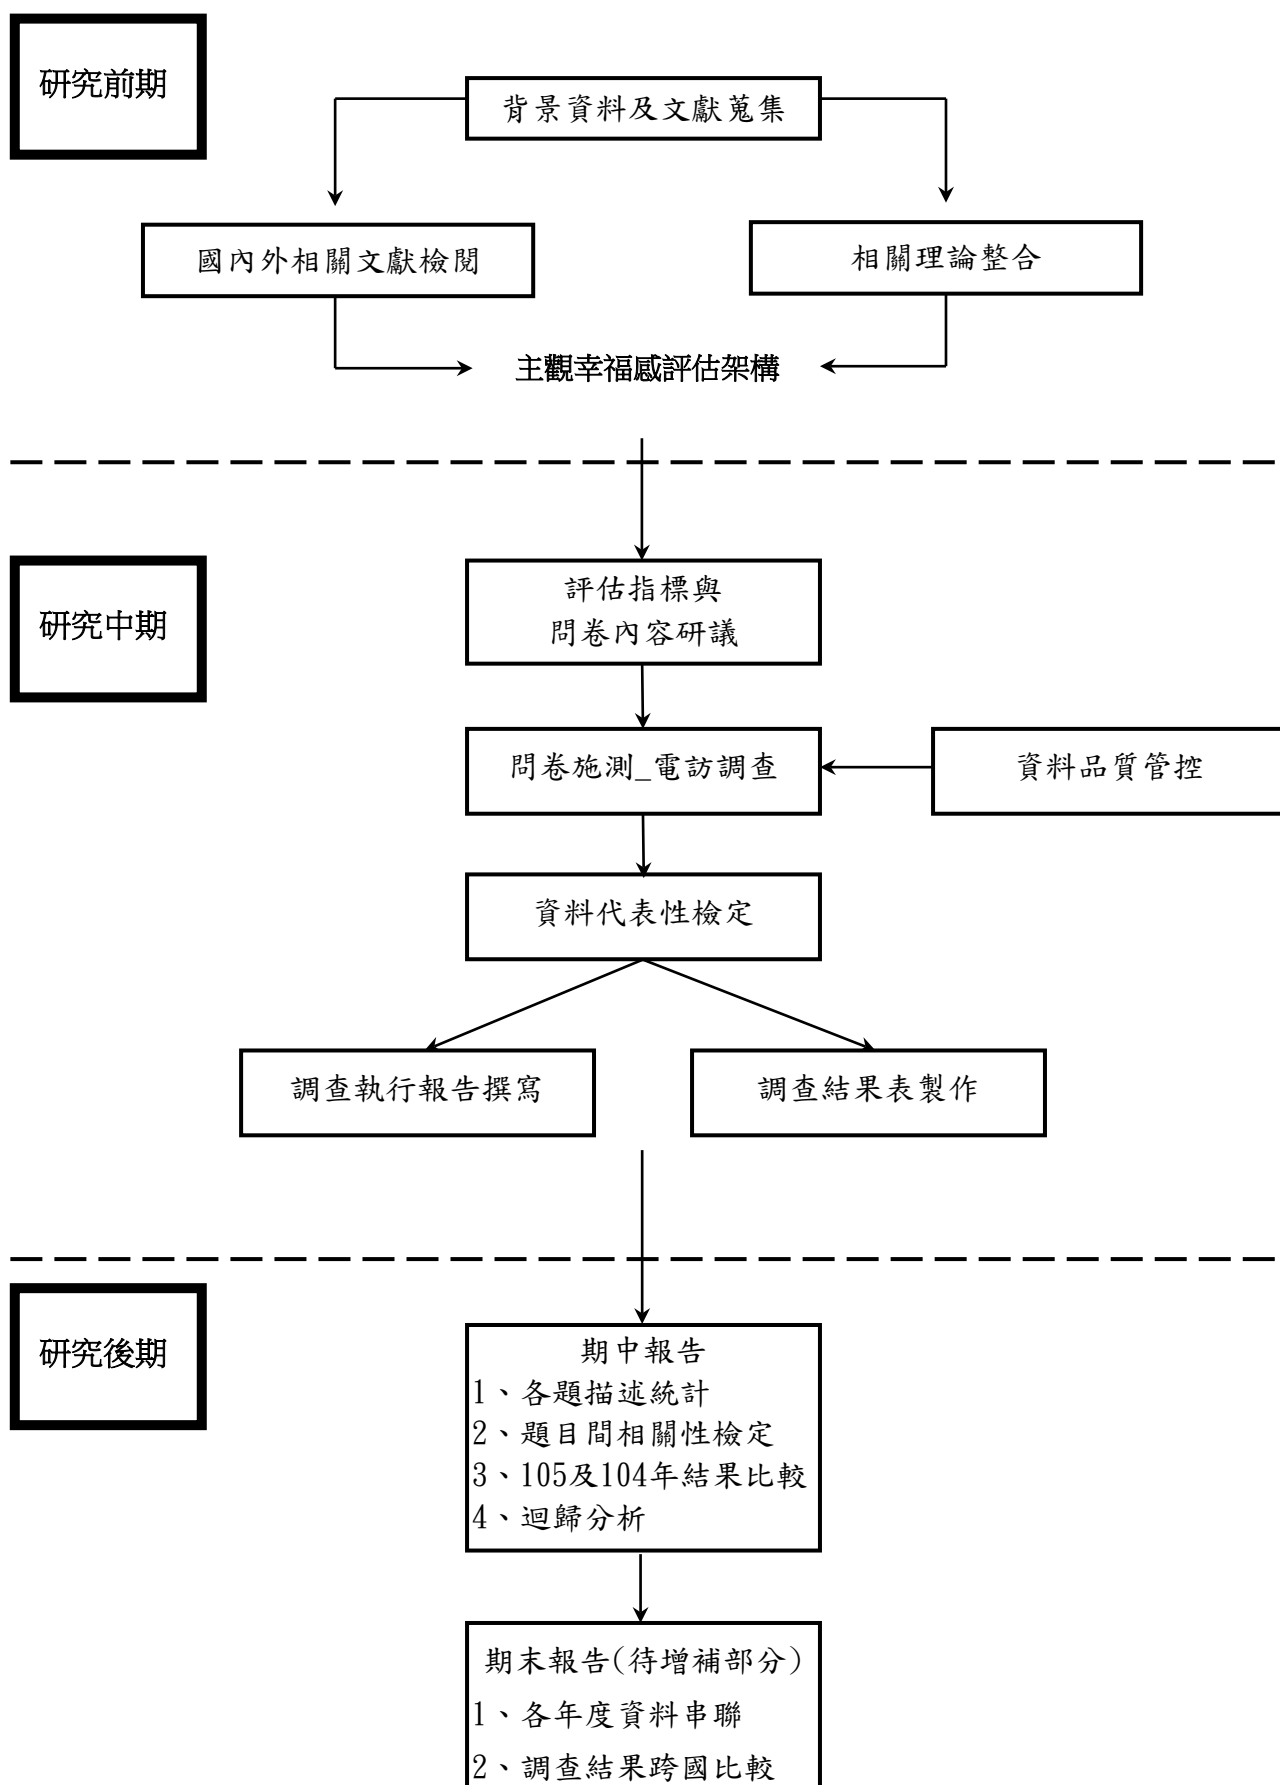 研究前期
背景資料及文獻蒐集
國內外相關文獻檢閱
相關理論整合
主觀幸福感評估架構
研究中期
評估指標與
問卷內容研議
問卷施測_電訪調查
資料品質管控
資料代表性檢定
調查執行報告撰寫
調查結果表製作
研究後期
期中報告
1、各題描述統計
2、題目間相關性檢定
3、105及104年結果比較
4、迴歸分析
期末報告(待增補部分)
1、各年度資料串聯
2、調查結果跨國比較